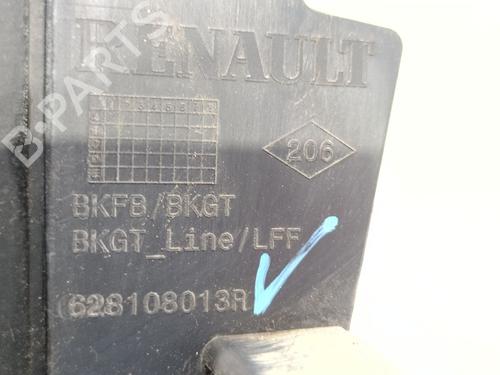 RENAULT
206
BKFB/BKGT
BKGT_Line/LFF
628108013R
B-PARTS